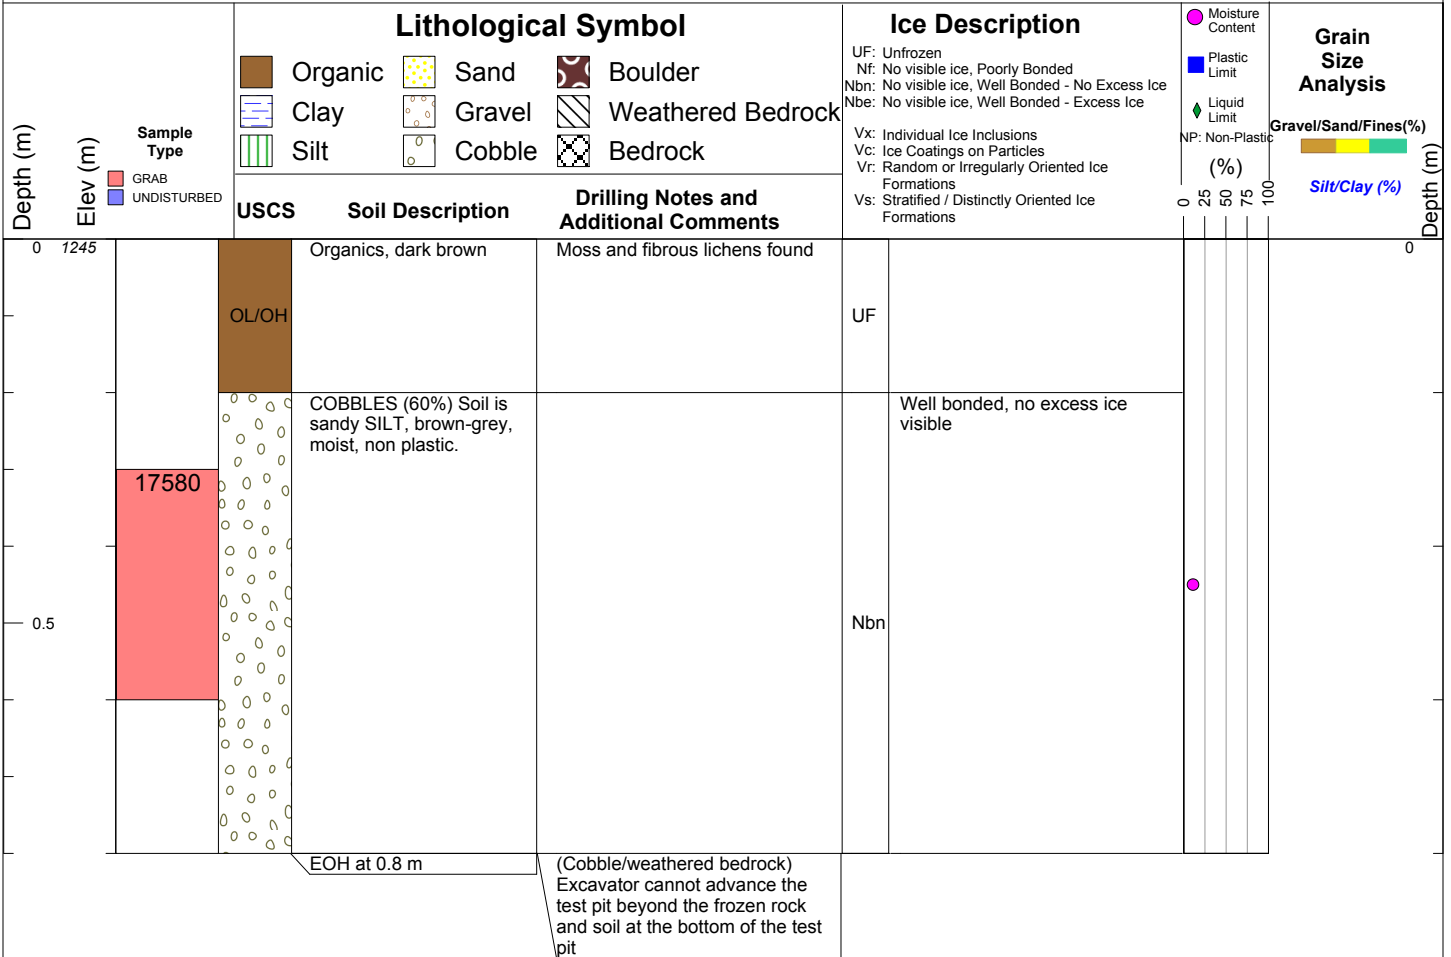 Lithological Symbol
Organic
Sand
Boulder
Clay
Gravel
Weathered Bedrock
Silt
Cobble
Bedrock
Ice Description
UF: Unfrozen
Nf: No visible ice, Poorly Bonded
Nbn: No visible ice, Well Bonded - No Excess Ice
Nbe: No visible ice, Well Bonded - Excess Ice
Vx: Individual Ice Inclusions
Vc: Ice Coatings on Particles
Vr: Random or Irregularly Oriented Ice
Formations
Vs: Stratified / Distinctly Oriented Ice
Formations
Moisture
Content
Plastic
Limit
Liquid
Limit
NP: Non-Plastic
(%)
0 25 50 75 100
Grain
Size
Analysis
Gravel/Sand/Fines(%)
Silt/Clay (%)
Depth (m)
Depth (m)
Elev (m)
Sample
Type
GRAB
UNDISTURBED
USCS
Soil Description
Drilling Notes and
Additional Comments
0 1245
Organics, dark brown
Moss and fibrous lichens found
0
OL/OH
UF
COBBLES (60%) Soil is
sandy SILT, brown-grey,
moist, non plastic.
Well bonded, no excess ice
visible
17580
0.5
Nbn
EOH at 0.8 m
(Cobble/weathered bedrock)
Excavator cannot advance the
test pit beyond the frozen rock
and soil at the bottom of the test
pit